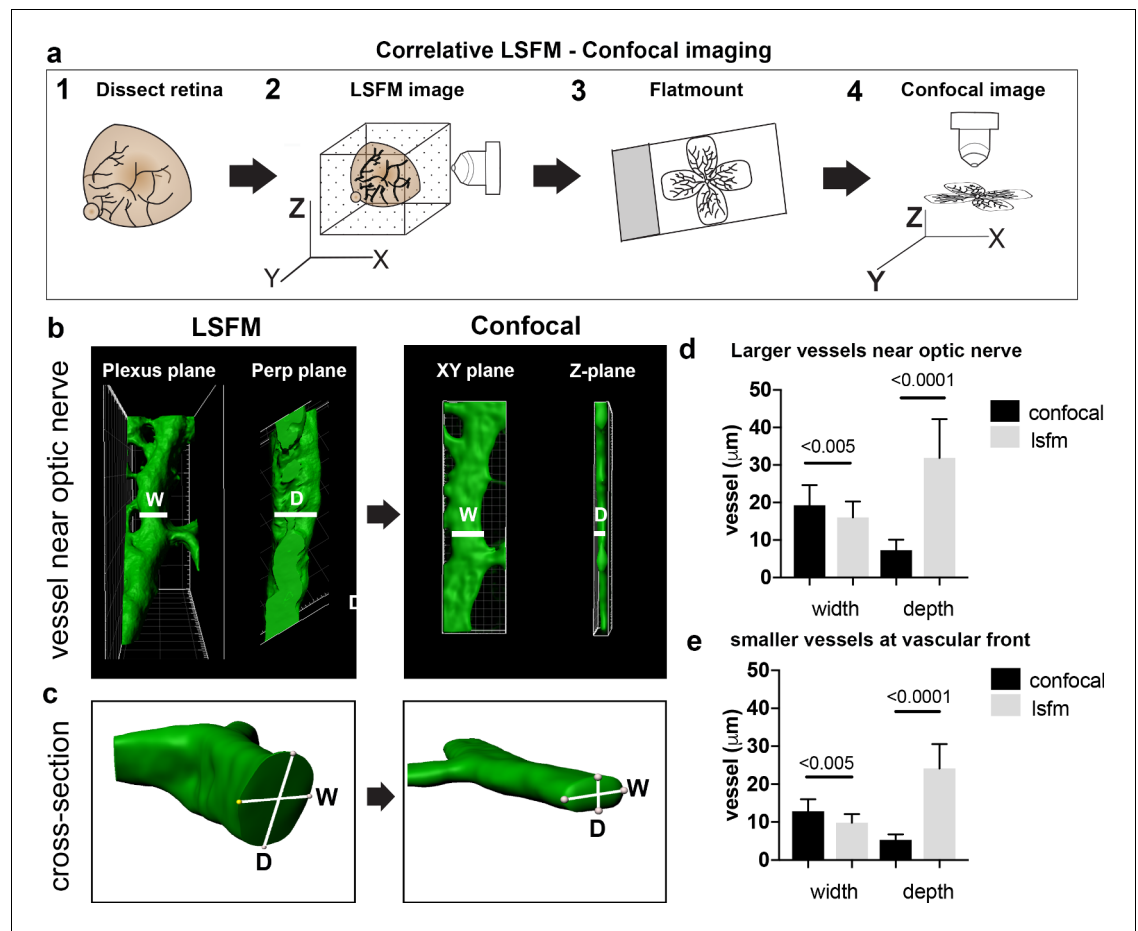 a
Correlative LSFM - Confocal imaging
1 Dissect retina
2 LSFM image
3 Flatmount
4 Confocal image
Z
Y
X
Z
X
Y
b
LSFM
Confocal
vessel near optic nerve
Plexus plane
Perp plane
XY plane
Z-plane
W
D
W
D
c
cross-section
W
D
W
D
d
Larger vessels near optic nerve
<0.0001
<0.005
confocal
lsfm
vessel (μm)
50
40
30
20
10
0
width
depth
e
smaller vessels at vascular front
<0.0001
<0.005
confocal
lsfm
vessel (μm)
50
40
30
20
10
0
width
depth